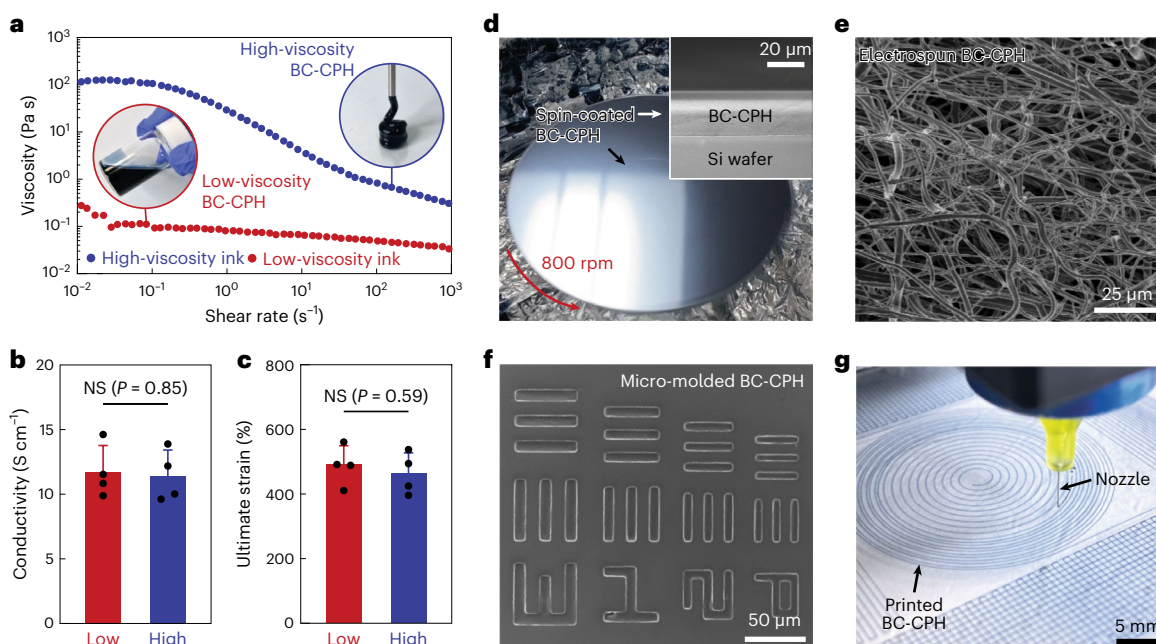 a
10³
10²
10¹
10⁰
10⁻¹
10⁻²
Viscosity (Pa s)
High-viscosity
BC-CPH
Low-viscosity
BC-CPH
High-viscosity ink
Low-viscosity ink
10⁻²
10⁻¹
10⁰
10¹
10²
10³
Shear rate (s⁻¹)
b
20
15
10
5
0
Conductivity (S cm⁻¹)
NS (P = 0.85)
Low
High
c
800
600
400
200
0
Ultimate strain (%)
NS (P = 0.59)
Low
High
d
20 µm
Spin-coated
BC-CPH
BC-CPH
Si wafer
800 rpm
e
Electrospun BC-CPH
25 µm
f
Micro-molded BC-CPH
50 µm
g
Nozzle
Printed
BC-CPH
5 mm